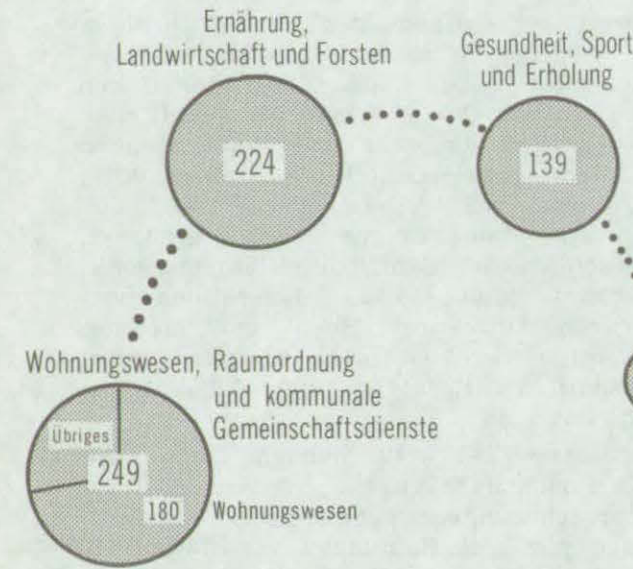 Ernährung,
Landwirtschaft und Forsten
224
Gesundheit, Sport
und Erholung
139
Wohnungswesen, Raumordnung
und kommunale
Gemeinschaftsdienste
Übriges
249
180
Wohnungswesen